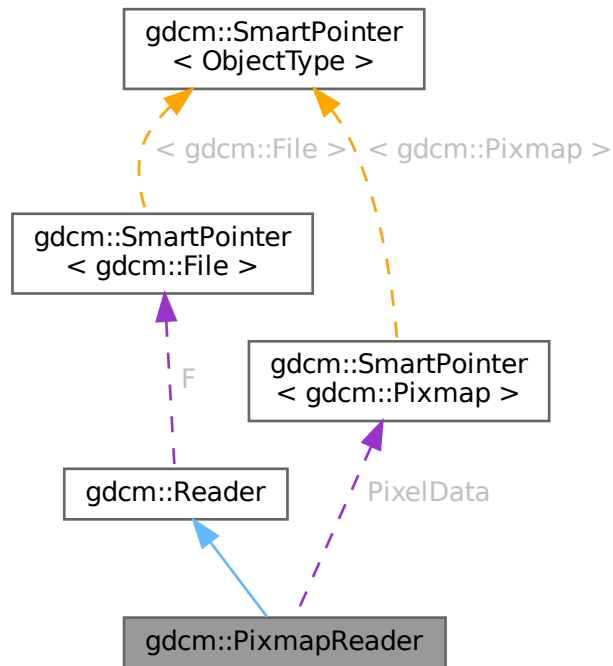 gdcm::SmartPointer
< ObjectType >
< gdcm::File >
< gdcm::Pixmap >
gdcm::SmartPointer
< gdcm::File >
gdcm::SmartPointer
< gdcm::Pixmap >
F
gdcm::Reader
PixelData
gdcm::PixmapReader